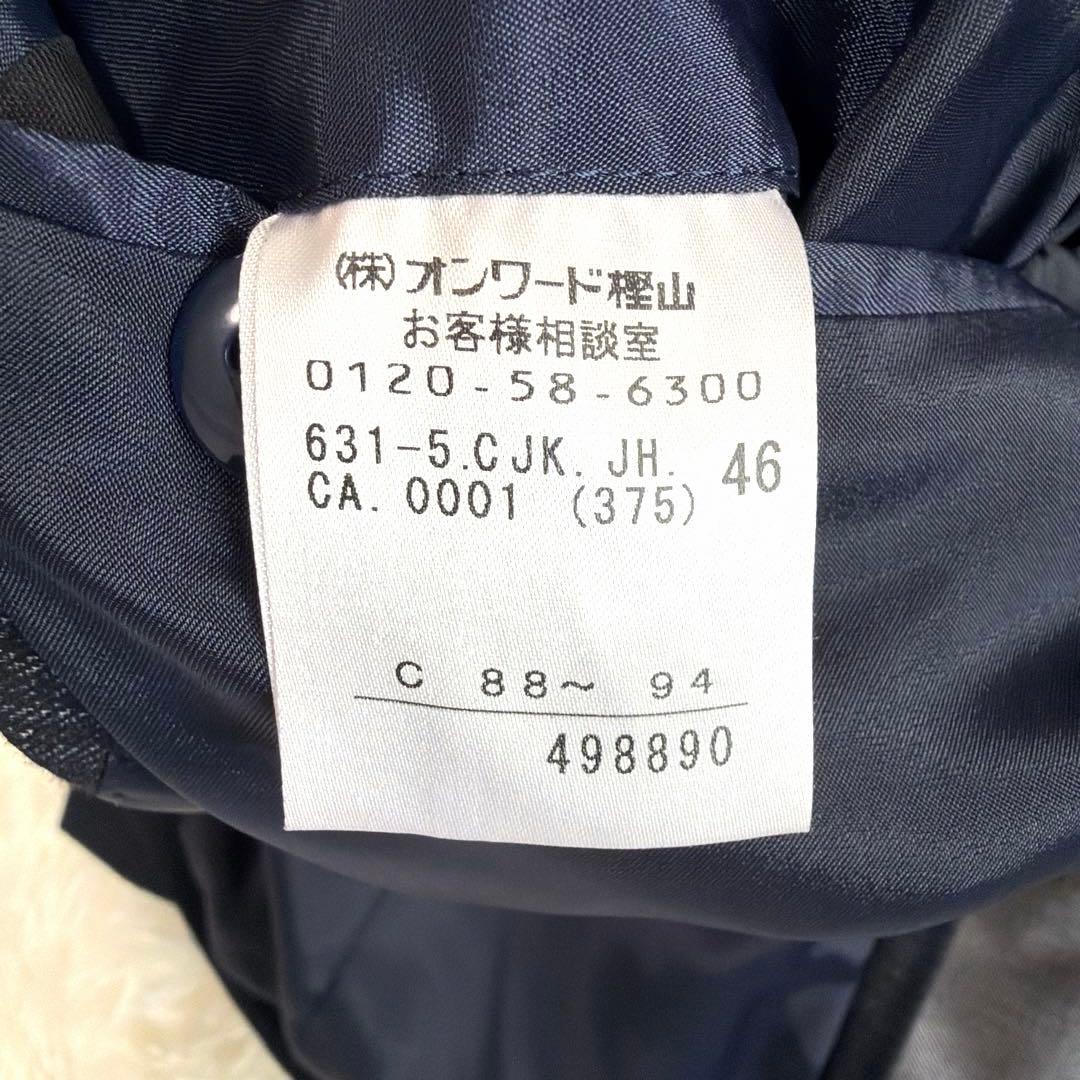 (株)オンワード樫山
お客様相談室
0120-58-6300
631-5.CJK.JH. 46
CA.0001 (375)
C 88~ 94
498890